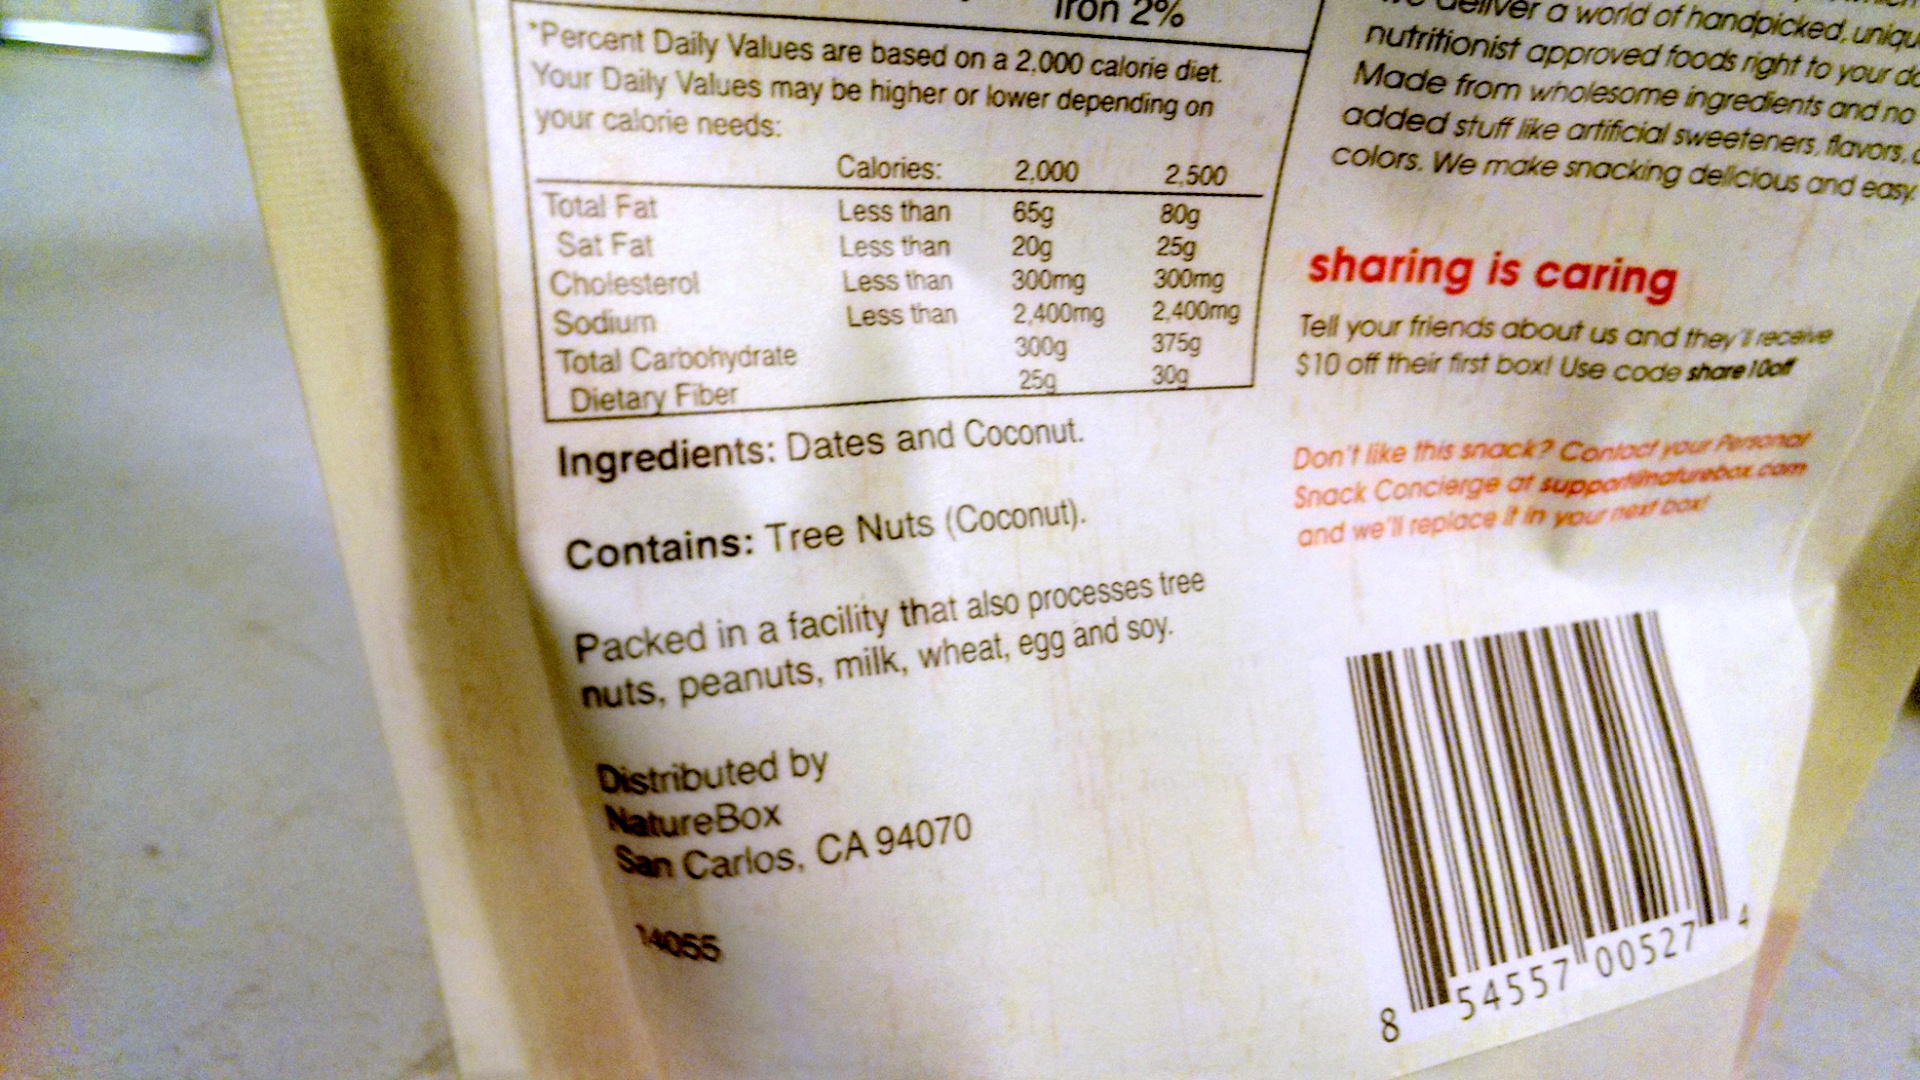 Iron 2%
*Percent Daily Values are based on a 2,000 calorie diet.
Your Daily Values may be higher or lower depending on
your calorie needs:
Calories: 2,000 2,500
Total Fat Less than 65g 80g
Sat Fat Less than 20g 25g
Cholesterol Less than 300mg 300mg
Sodium Less than 2,400mg 2,400mg
Total Carbohydrate 300g 375g
Dietary Fiber 25g 30g
Ingredients: Dates and Coconut.
Contains: Tree Nuts (Coconut).
Packed in a facility that also processes tree
nuts, peanuts, milk, wheat, egg and soy.
Distributed by
NatureBox
San Carlos, CA 94070
14055
deliver a world of handpicked,
nutritionist approved foods right to your
Made from wholesome ingredients and no
added stuff like artificial sweeteners, flavors,
colors. We make snacking delicious and easy.
sharing is caring
Tell your friends about us and they'll receive
$10 off their first box! Use code share10off
Don't like this snack? Contact your Personal
Snack Concierge at support@naturebox.com
and we'll replace it in your next box!
8 54557 00527 4